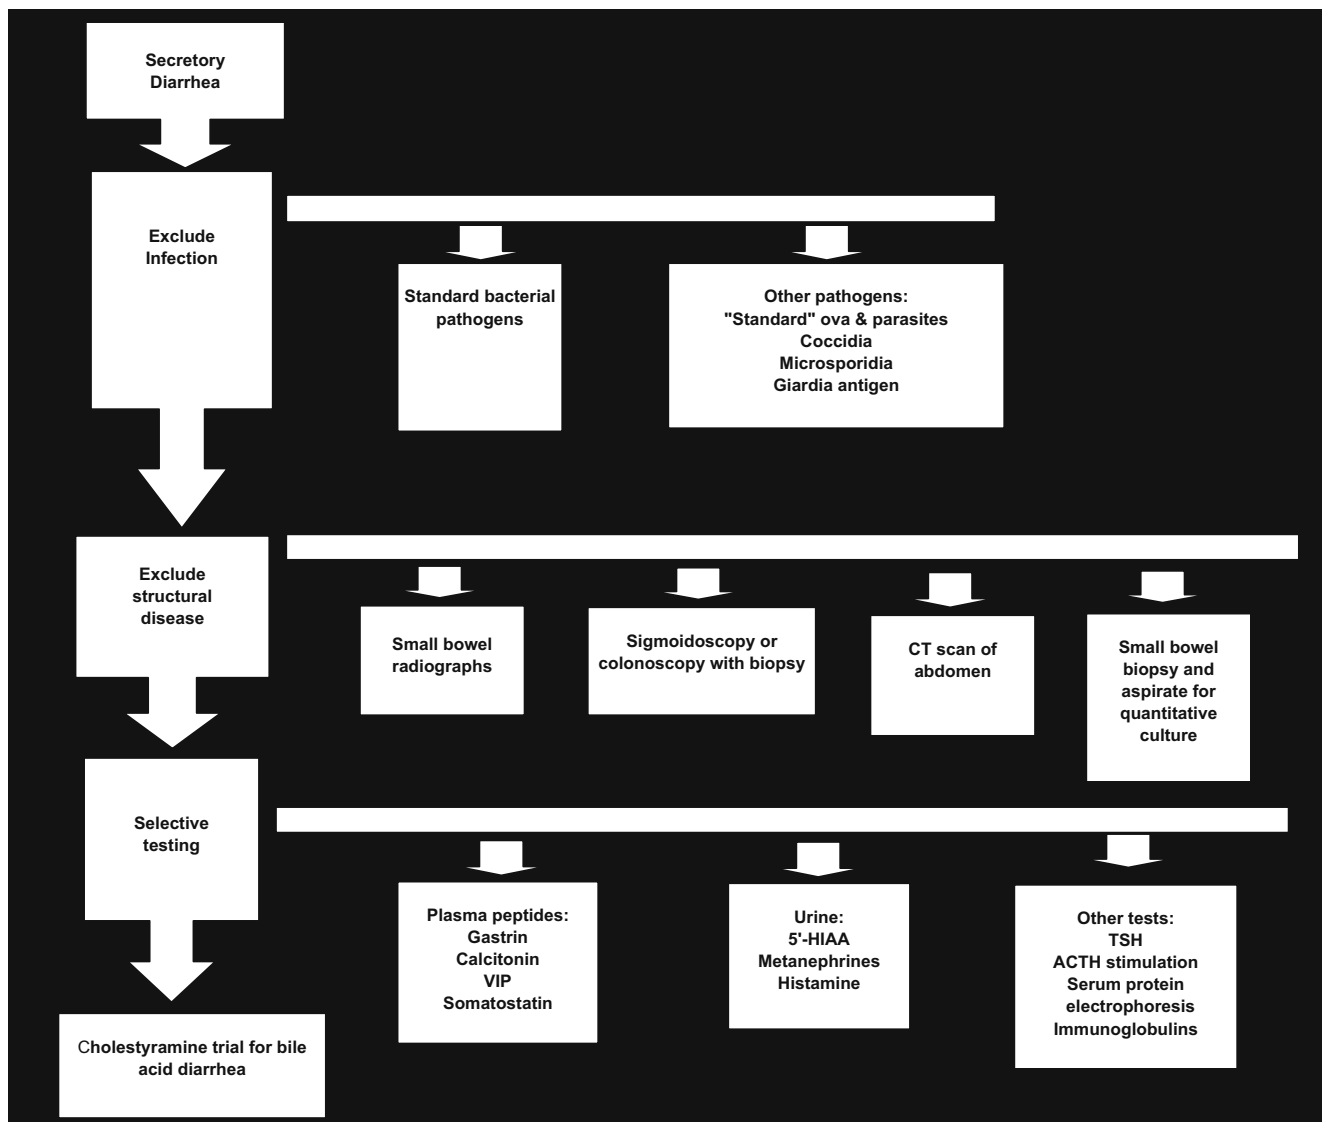 Secretory
Diarrhea
Exclude
Infection
Standard bacterial
pathogens
Other pathogens:
"Standard" ova & parasites
Coccidia
Microsporidia
Giardia antigen
Exclude
structural
disease
Small bowel
radiographs
Sigmoidoscopy or
colonoscopy with biopsy
CT scan of
abdomen
Small bowel
biopsy and
aspirate for
quantitative
culture
Selective
testing
Plasma peptides:
Gastrin
Calcitonin
VIP
Somatostatin
Urine:
5'-HIAA
Metanephrines
Histamine
Other tests:
TSH
ACTH stimulation
Serum protein
electrophoresis
Immunoglobulins
Cholestyramine trial for bile
acid diarrhea